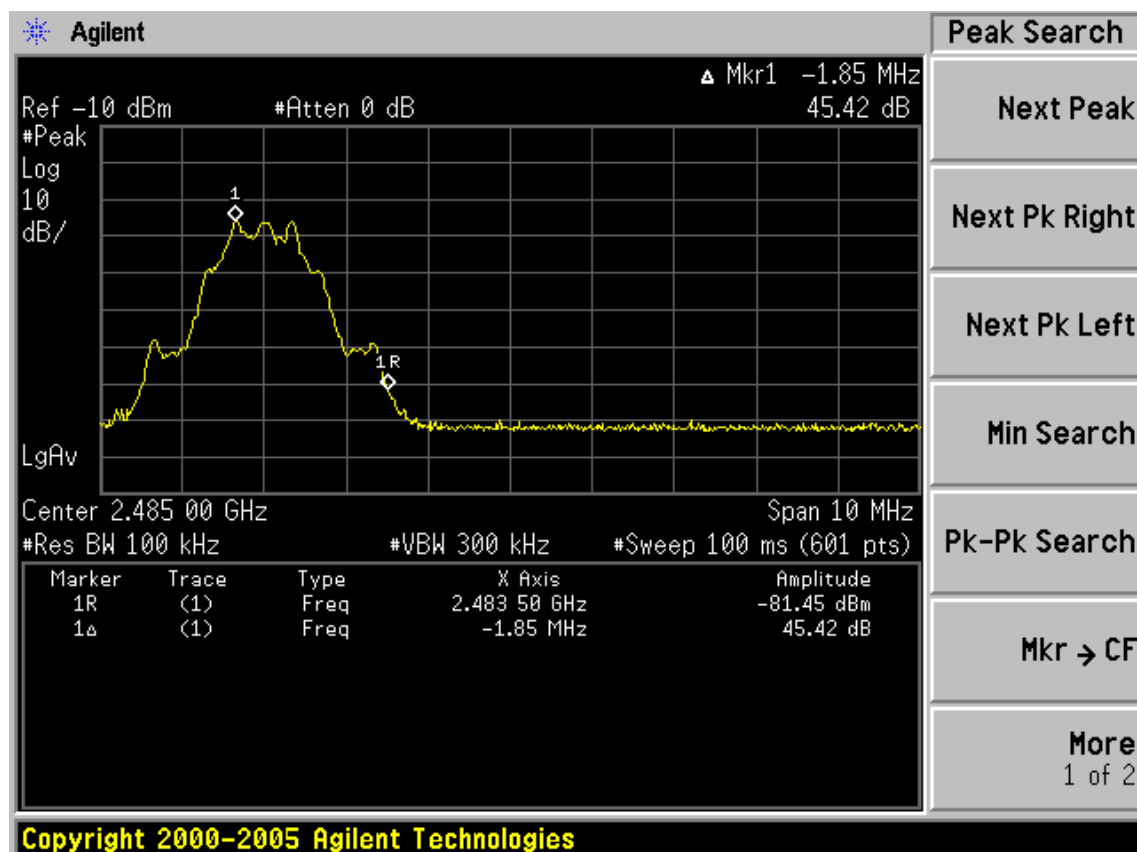 Agilent
Peak Search
Δ Mkr1 −1.85 MHz
Ref −10 dBm #Atten 0 dB 45.42 dB
#Peak
Log
10
dB/
1
1R
LgAv
Center 2.485 00 GHz Span 10 MHz
#Res BW 100 kHz #VBW 300 kHz #Sweep 100 ms (601 pts)
Marker Trace Type X Axis Amplitude
1R (1) Freq 2.483 50 GHz −81.45 dBm
1Δ (1) Freq −1.85 MHz 45.42 dB
Next Peak
Next Pk Right
Next Pk Left
Min Search
Pk−Pk Search
Mkr → CF
More
1 of 2
Copyright 2000−2005 Agilent Technologies